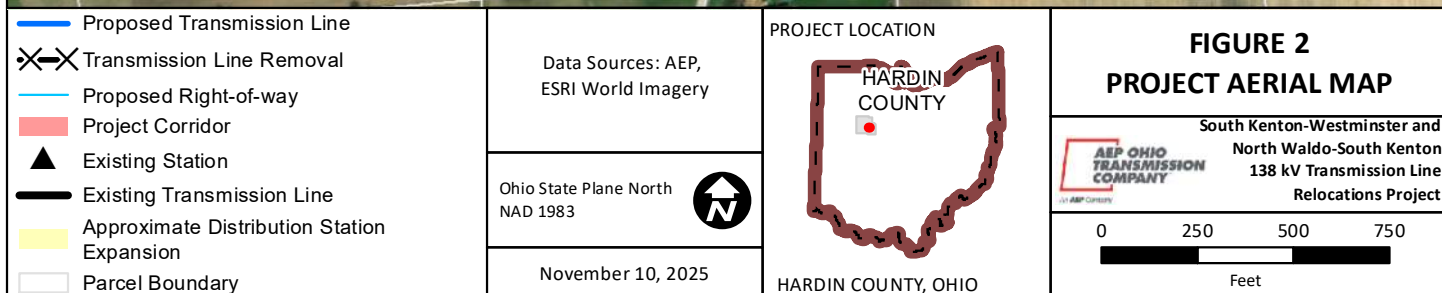 Proposed Transmission Line
Transmission Line Removal
Proposed Right-of-way
Project Corridor
Existing Station
Existing Transmission Line
Approximate Distribution Station
Expansion
Parcel Boundary
Data Sources: AEP,
ESRI World Imagery
Ohio State Plane North
NAD 1983
N
November 10, 2025
PROJECT LOCATION
HARDIN
COUNTY
HARDIN COUNTY, OHIO
FIGURE 2
PROJECT AERIAL MAP
AEP OHIO
TRANSMISSION
COMPANY
An AEP Company
South Kenton-Westminster and
North Waldo-South Kenton
138 kV Transmission Line
Relocations Project
0 250 500 750
Feet